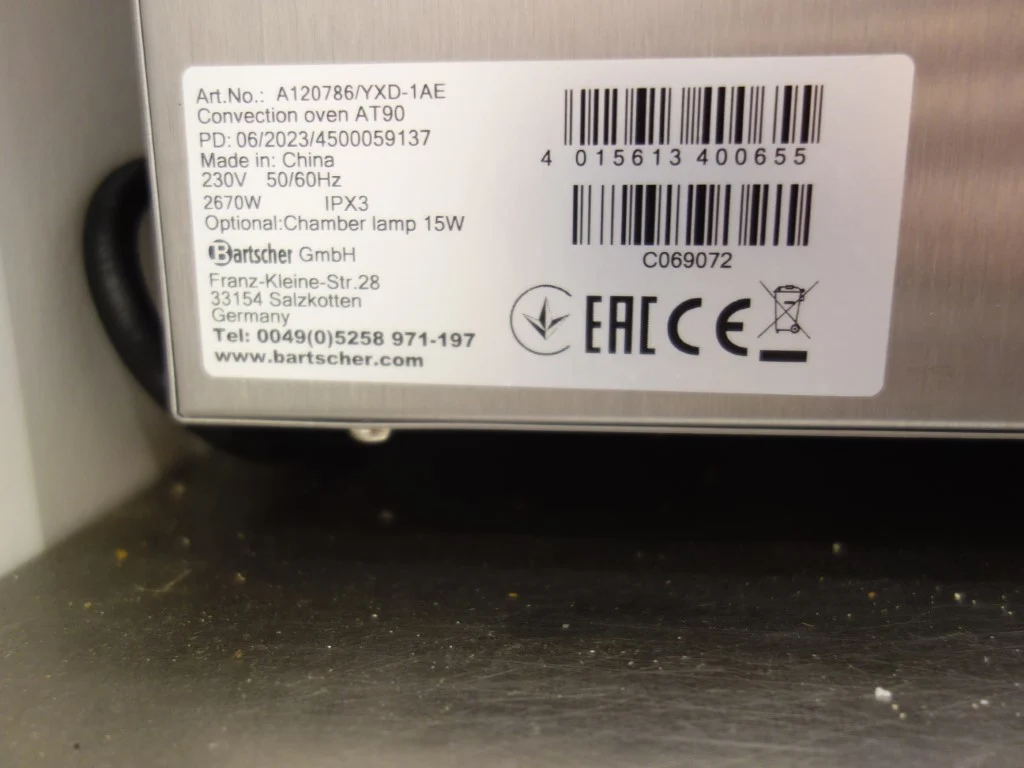 Art.No.: A120786/YXD-1AE
Convection oven AT90
PD: 06/2023/4500059137
Made in: China
230V 50/60Hz
2670W IPX3
Optional:Chamber lamp 15W
Bartscher GmbH
Franz-Kleine-Str.28
33154 Salzkotten
Germany
Tel: 0049(0)5258 971-197
www.bartscher.com
4 015613 400655
C069072
EAC CE